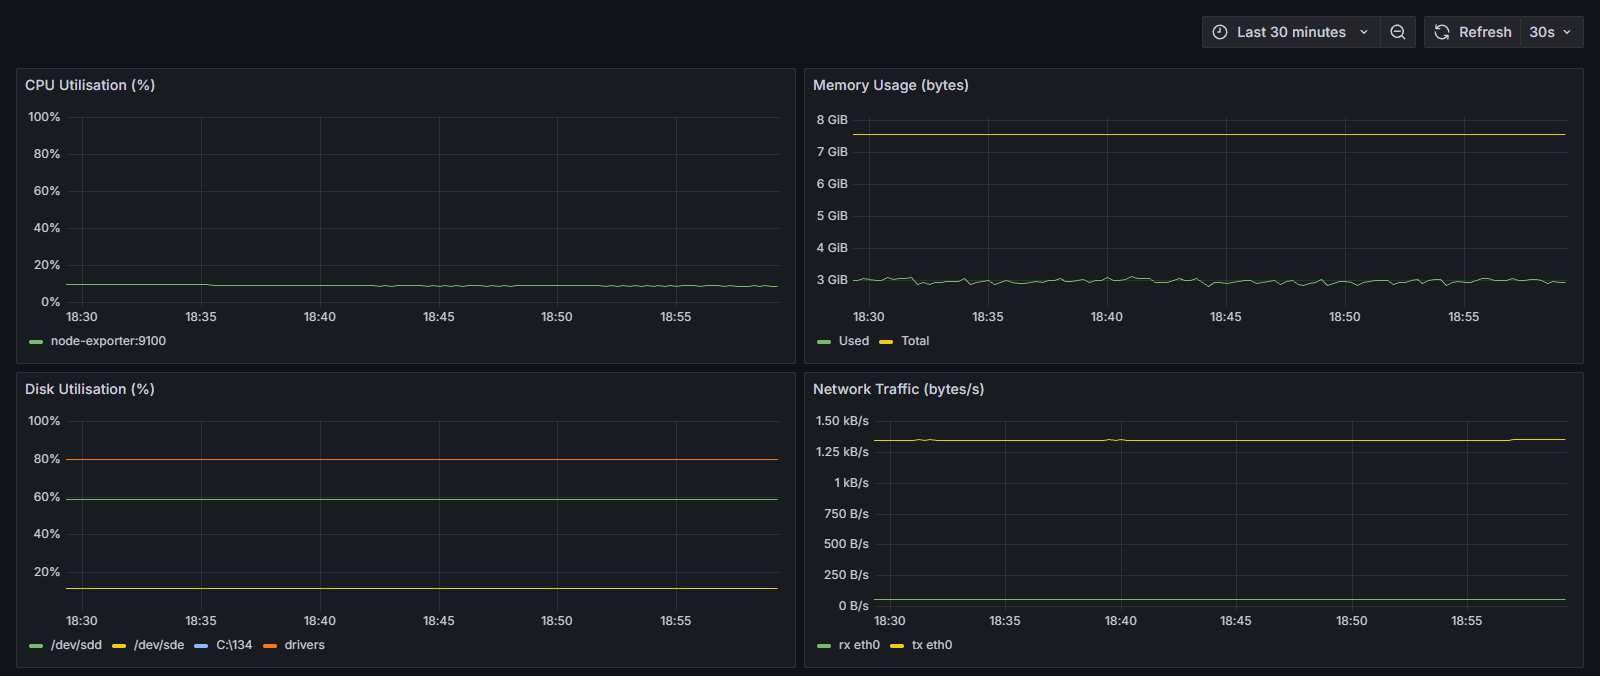 Last 30 minutes
Refresh 30s
CPU Utilisation (%)
100%
80%
60%
40%
20%
0%
18:30 18:35 18:40 18:45 18:50 18:55
node-exporter:9100
Memory Usage (bytes)
8 GiB
7 GiB
6 GiB
5 GiB
4 GiB
3 GiB
18:30 18:35 18:40 18:45 18:50 18:55
Used Total
Disk Utilisation (%)
100%
80%
60%
40%
20%
18:30 18:35 18:40 18:45 18:50 18:55
/dev/sdd /dev/sde C:\134 drivers
Network Traffic (bytes/s)
1.50 kB/s
1.25 kB/s
1 kB/s
750 B/s
500 B/s
250 B/s
0 B/s
18:30 18:35 18:40 18:45 18:50 18:55
rx eth0 tx eth0